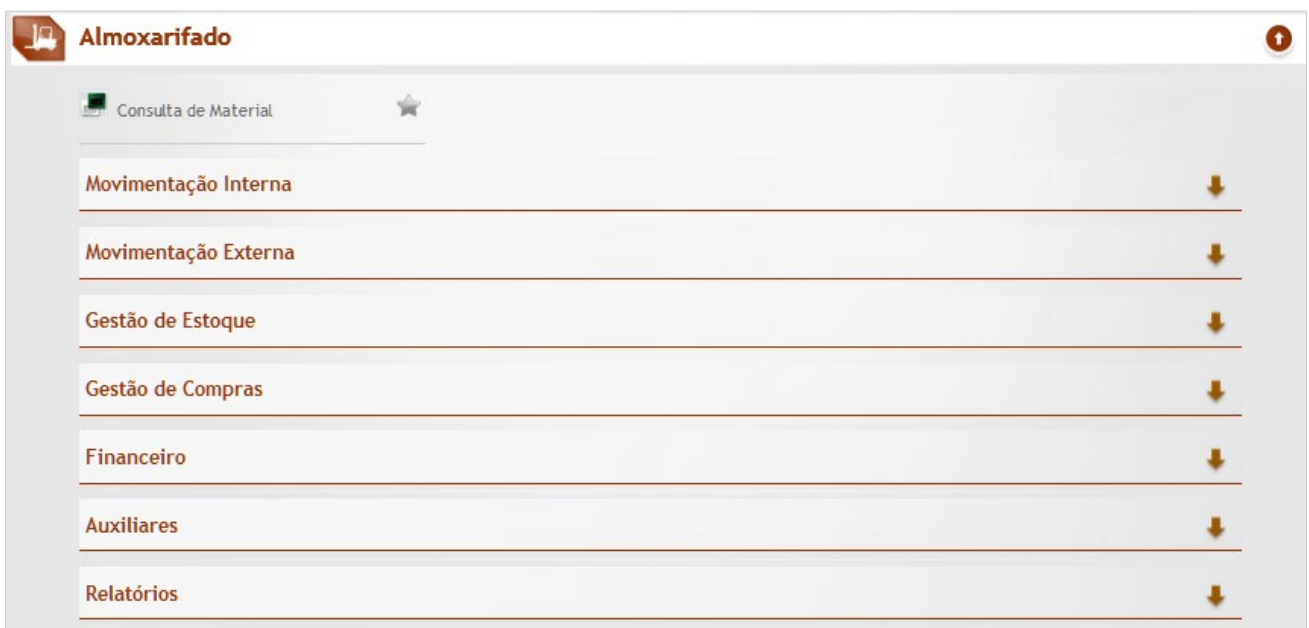 Almoxarifado
Consulta de Material
Movimentação Interna
Movimentação Externa
Gestão de Estoque
Gestão de Compras
Financeiro
Auxiliares
Relatórios